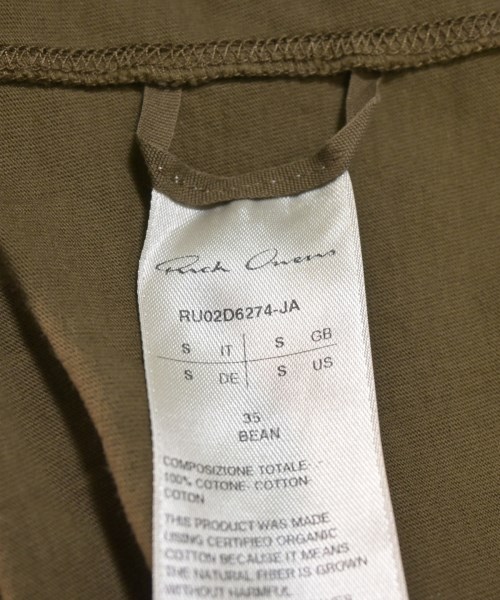 Rick Owens
RU02D6274-JA
S IT S GB
S DE S US
35
BEAN
COMPOSIZIONE TOTALE-
100% COTONE- COTTON-
COTON
THIS PRODUCT WAS MADE
USING CERTIFIED ORGANIC
COTTON BECAUSE IT MEANS
THE NATURAL FIBER IS GROWN
WITHOUT HARMFUL